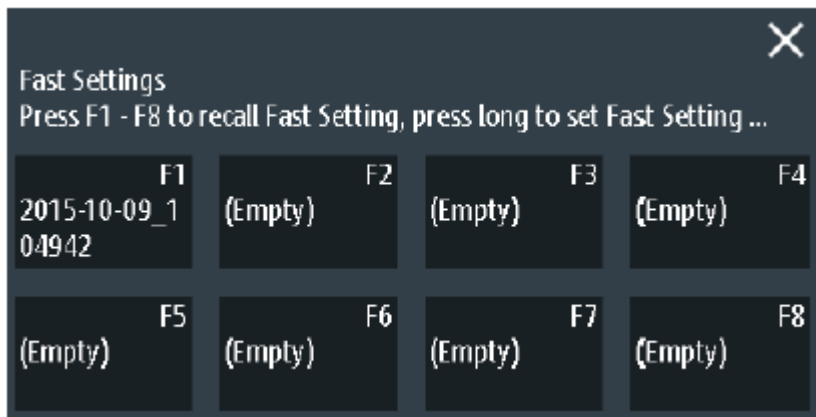 Fast Settings
Press F1 - F8 to recall Fast Setting, press long to set Fast Setting ...
F1
2015-10-09_1
04942
F2
(Empty)
F3
(Empty)
F4
(Empty)
F5
(Empty)
F6
(Empty)
F7
(Empty)
F8
(Empty)